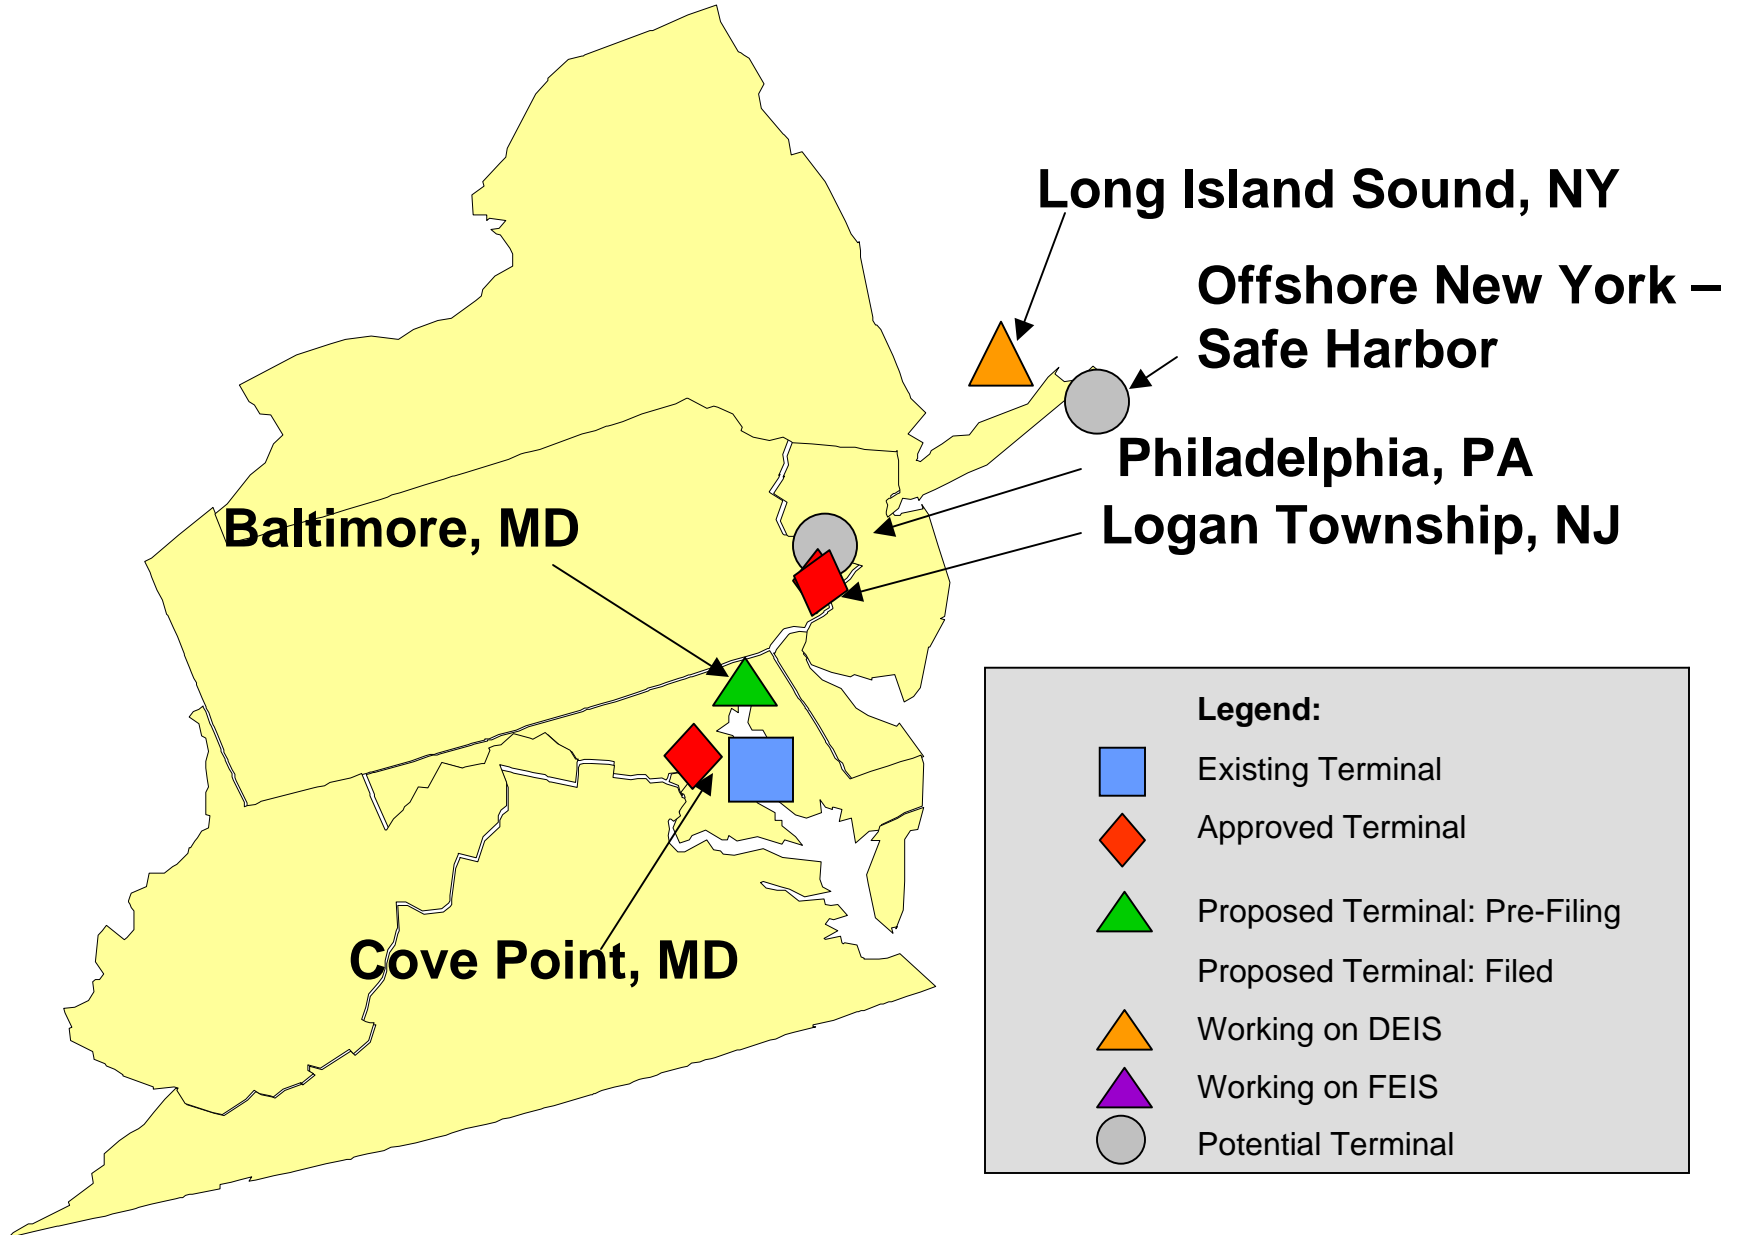 Long Island Sound, NY
Offshore New York –
Safe Harbor
Philadelphia, PA
Logan Township, NJ
Baltimore, MD
Cove Point, MD
Legend:
Existing Terminal
Approved Terminal
Proposed Terminal: Pre-Filing
Proposed Terminal: Filed
Working on DEIS
Working on FEIS
Potential Terminal